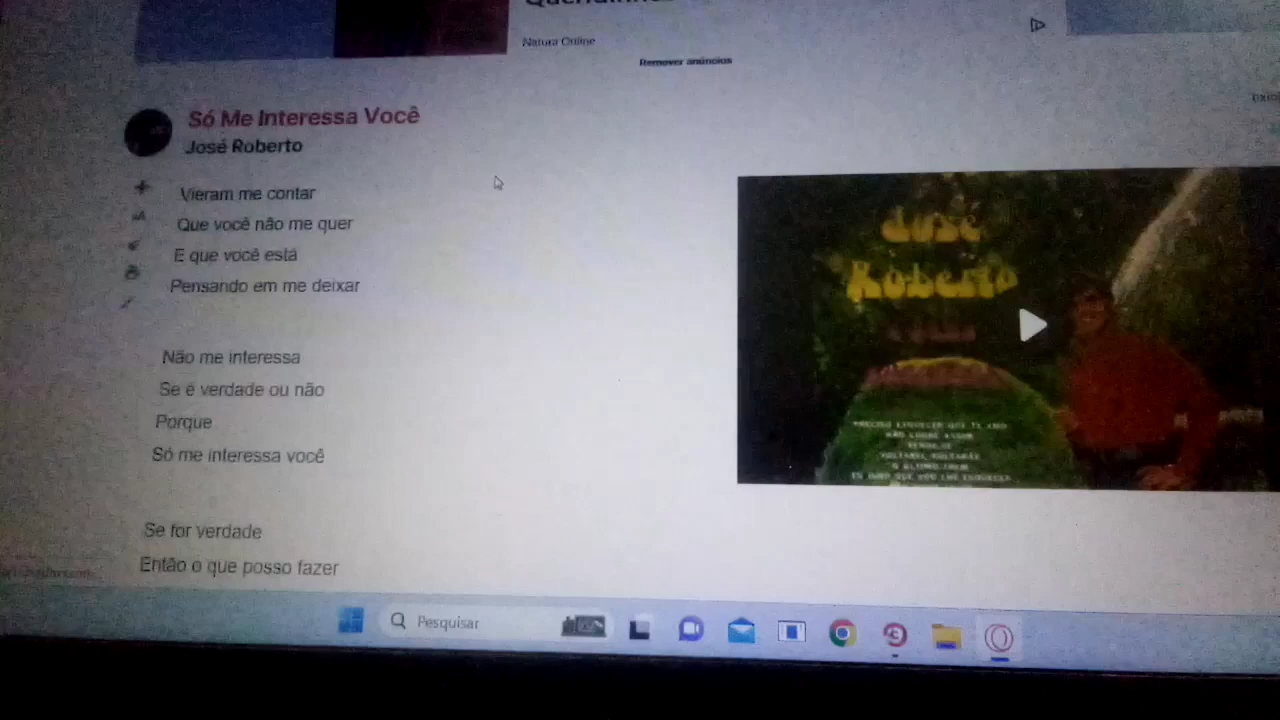 Natura Online
Remover anúncios
Só Me Interessa Você
José Roberto
Vieram me contar
Que você não me quer
E que você está
Pensando em me deixar
Não me interessa
Se é verdade ou não
Porque
Só me interessa você
Se for verdade
Então o que posso fazer
José
Roberto
Pesquisar